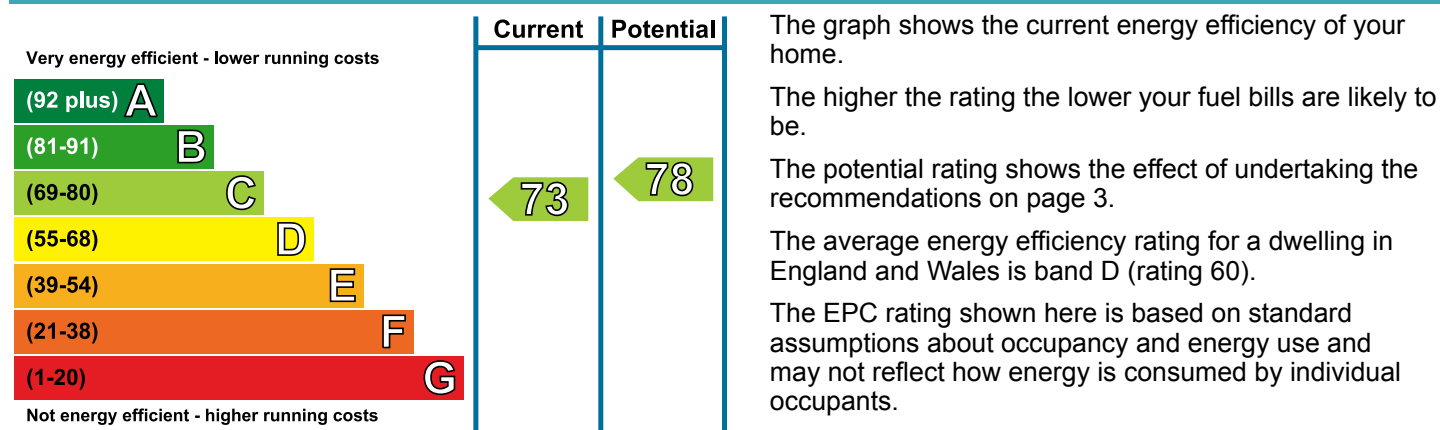 Current Potential
Very energy efficient - lower running costs
(92 plus) A
(81-91) B
(69-80) C
73
78
(55-68) D
(39-54) E
(21-38) F
(1-20) G
Not energy efficient - higher running costs
The graph shows the current energy efficiency of your
home.
The higher the rating the lower your fuel bills are likely to
be.
The potential rating shows the effect of undertaking the
recommendations on page 3.
The average energy efficiency rating for a dwelling in
England and Wales is band D (rating 60).
The EPC rating shown here is based on standard
assumptions about occupancy and energy use and
may not reflect how energy is consumed by individual
occupants.